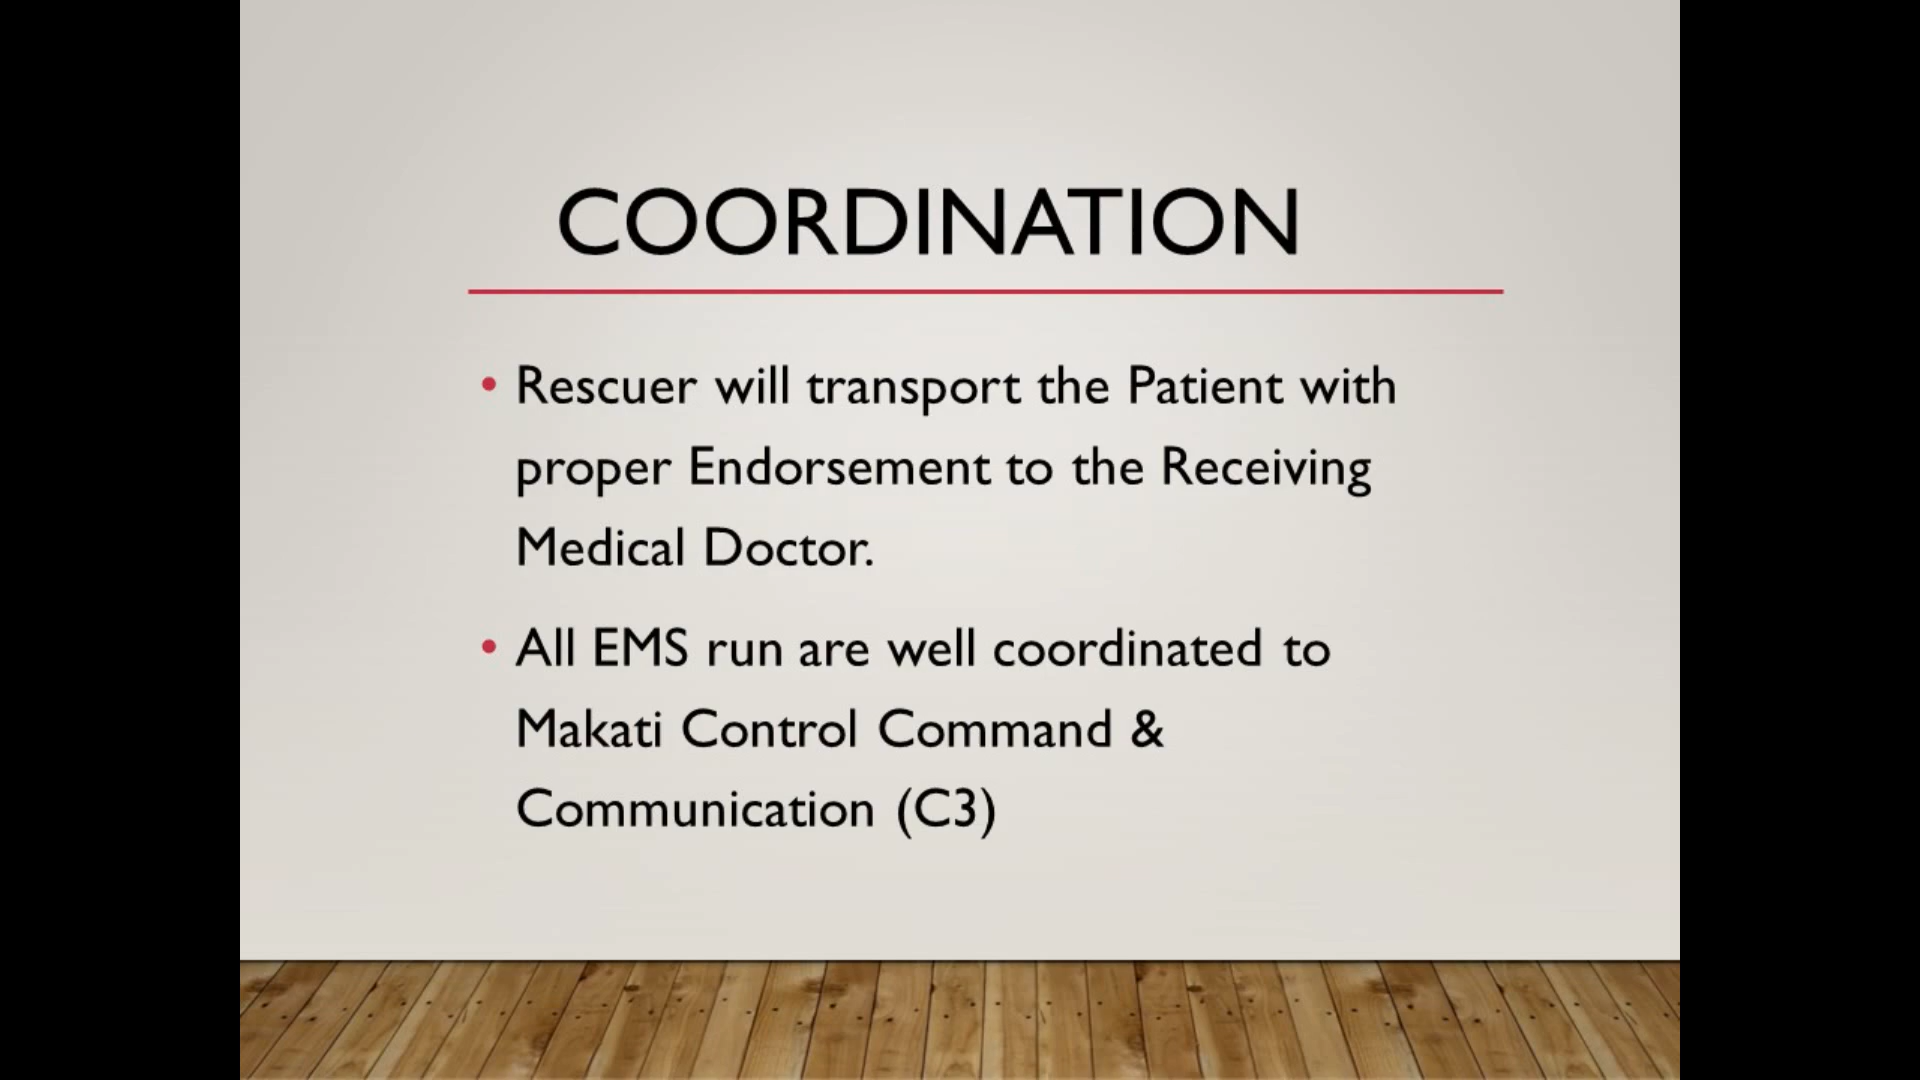 COORDINATION
• Rescuer will transport the Patient with
proper Endorsement to the Receiving
Medical Doctor.
• All EMS run are well coordinated to
Makati Control Command &
Communication (C3)